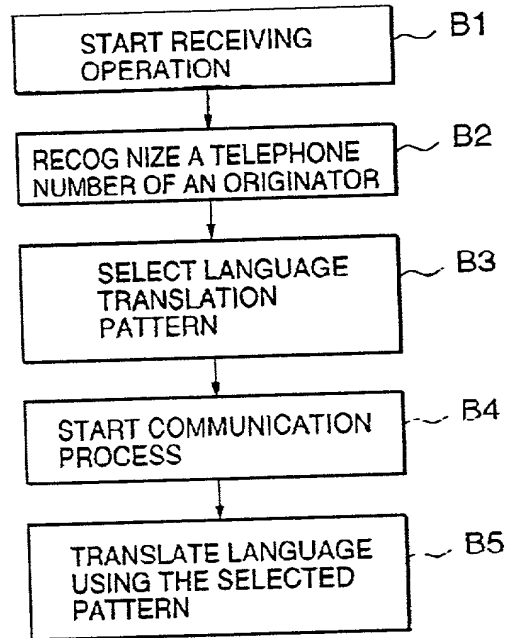 START RECEIVING
OPERATION
B1
RECOG NIZE A TELEPHONE
NUMBER OF AN ORIGINATOR
B2
SELECT LANGUAGE
TRANSLATION
PATTERN
B3
START COMMUNICATION
PROCESS
B4
TRANSLATE LANGUAGE
USING THE SELECTED
PATTERN
B5